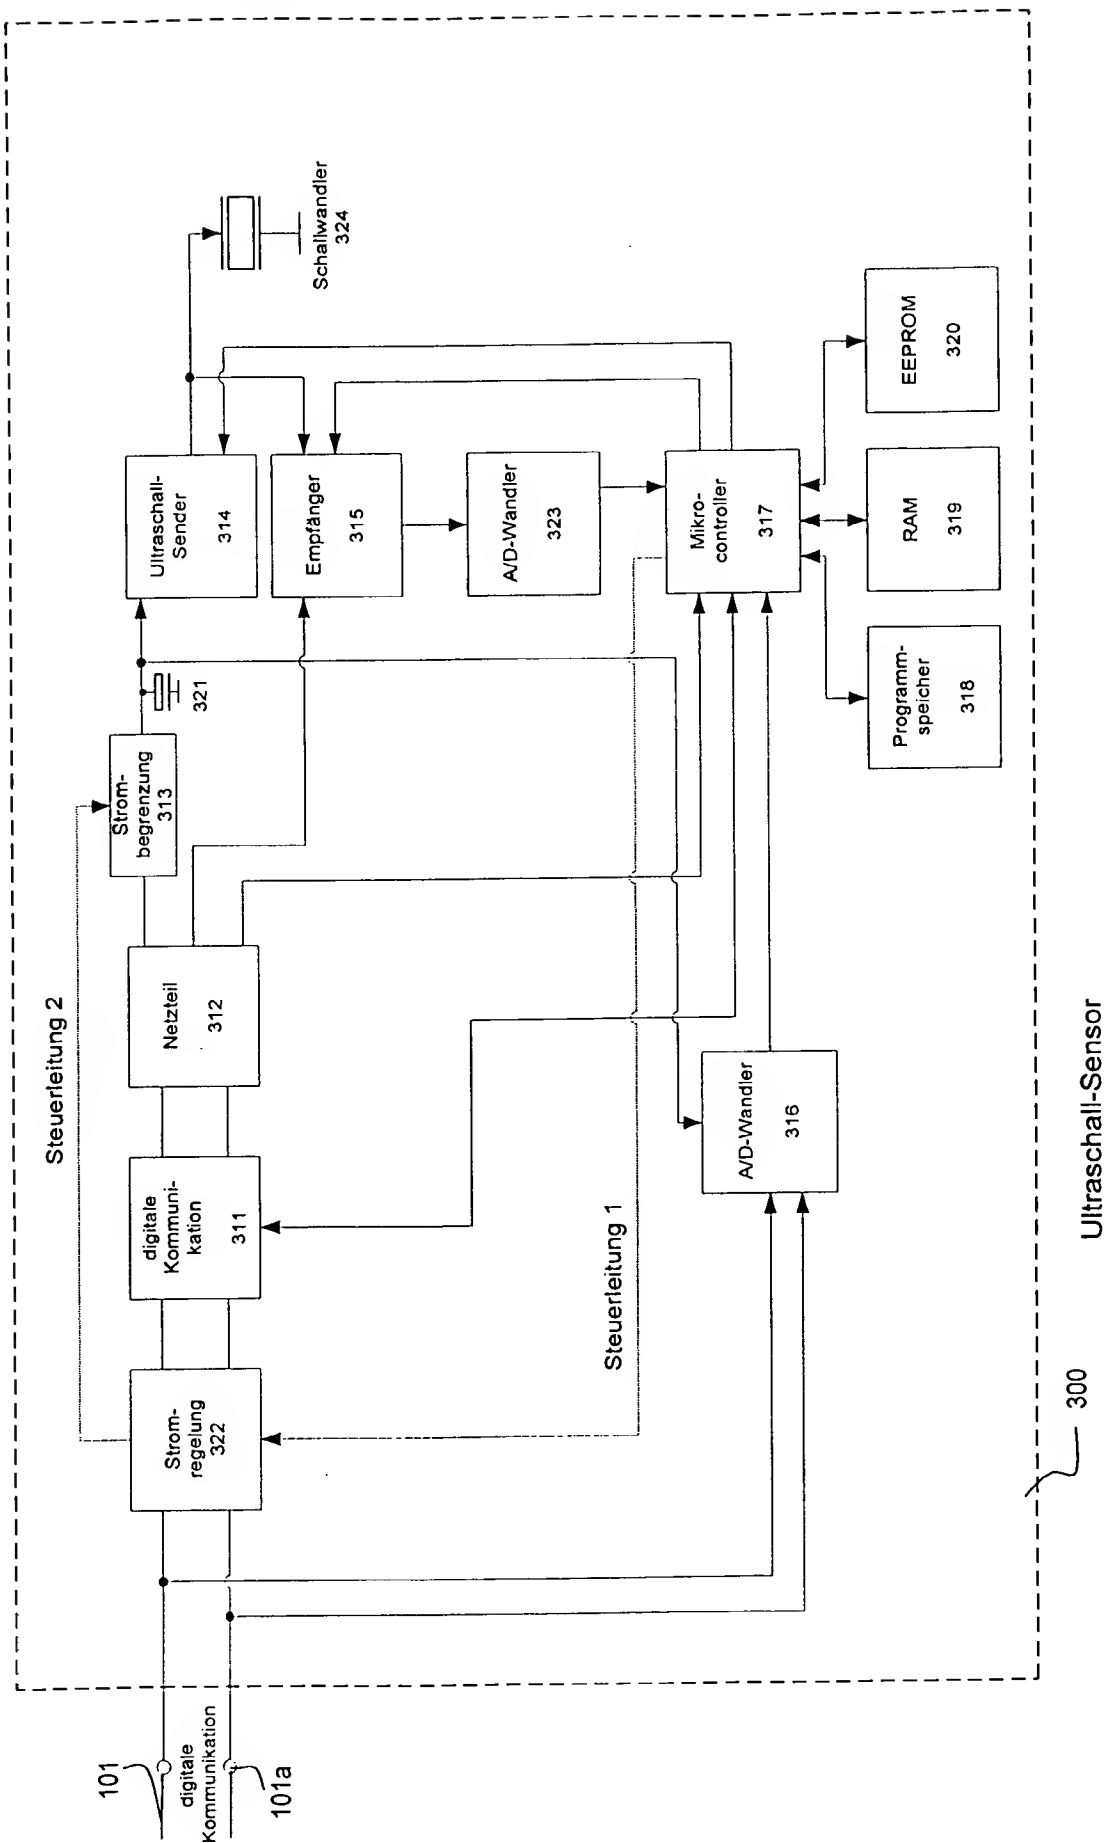 101
digitale
Kommunikation
101a
Steuerleitung 2
Strom-
regelung
322
digitale
Kommuni-
kation
311
Netzteil
312
Strom-
begrenzung
313
321
Ultraschall-
Sender
314
Empfänger
315
Schallwandler
324
A/D-Wandler
323
Steuerleitung 1
A/D-Wandler
316
Mikro-
controller
317
Programm-
speicher
318
RAM
319
EEPROM
320
300
Ultraschall-Sensor